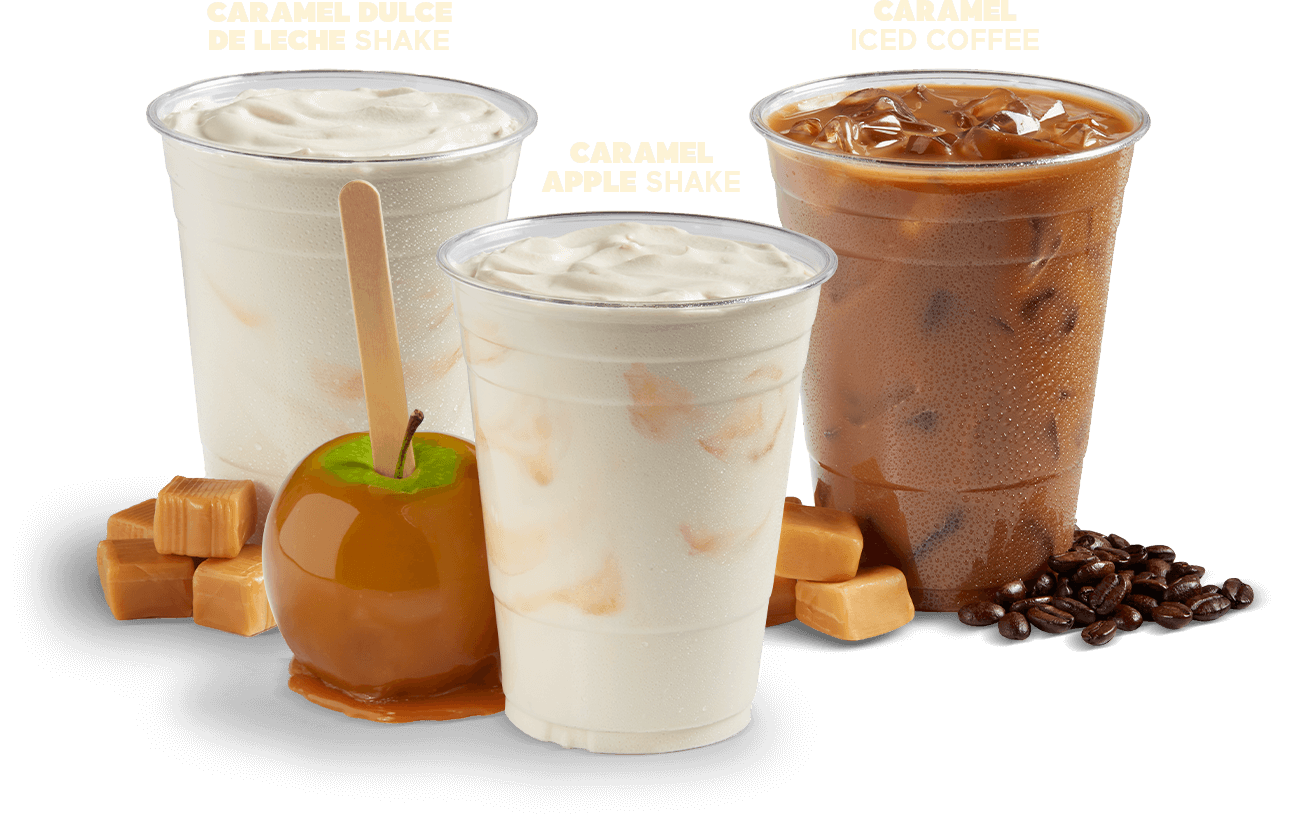 CARAMEL DULCE
DE LECHE SHAKE
CARAMEL
APPLE SHAKE
CARAMEL
ICED COFFEE